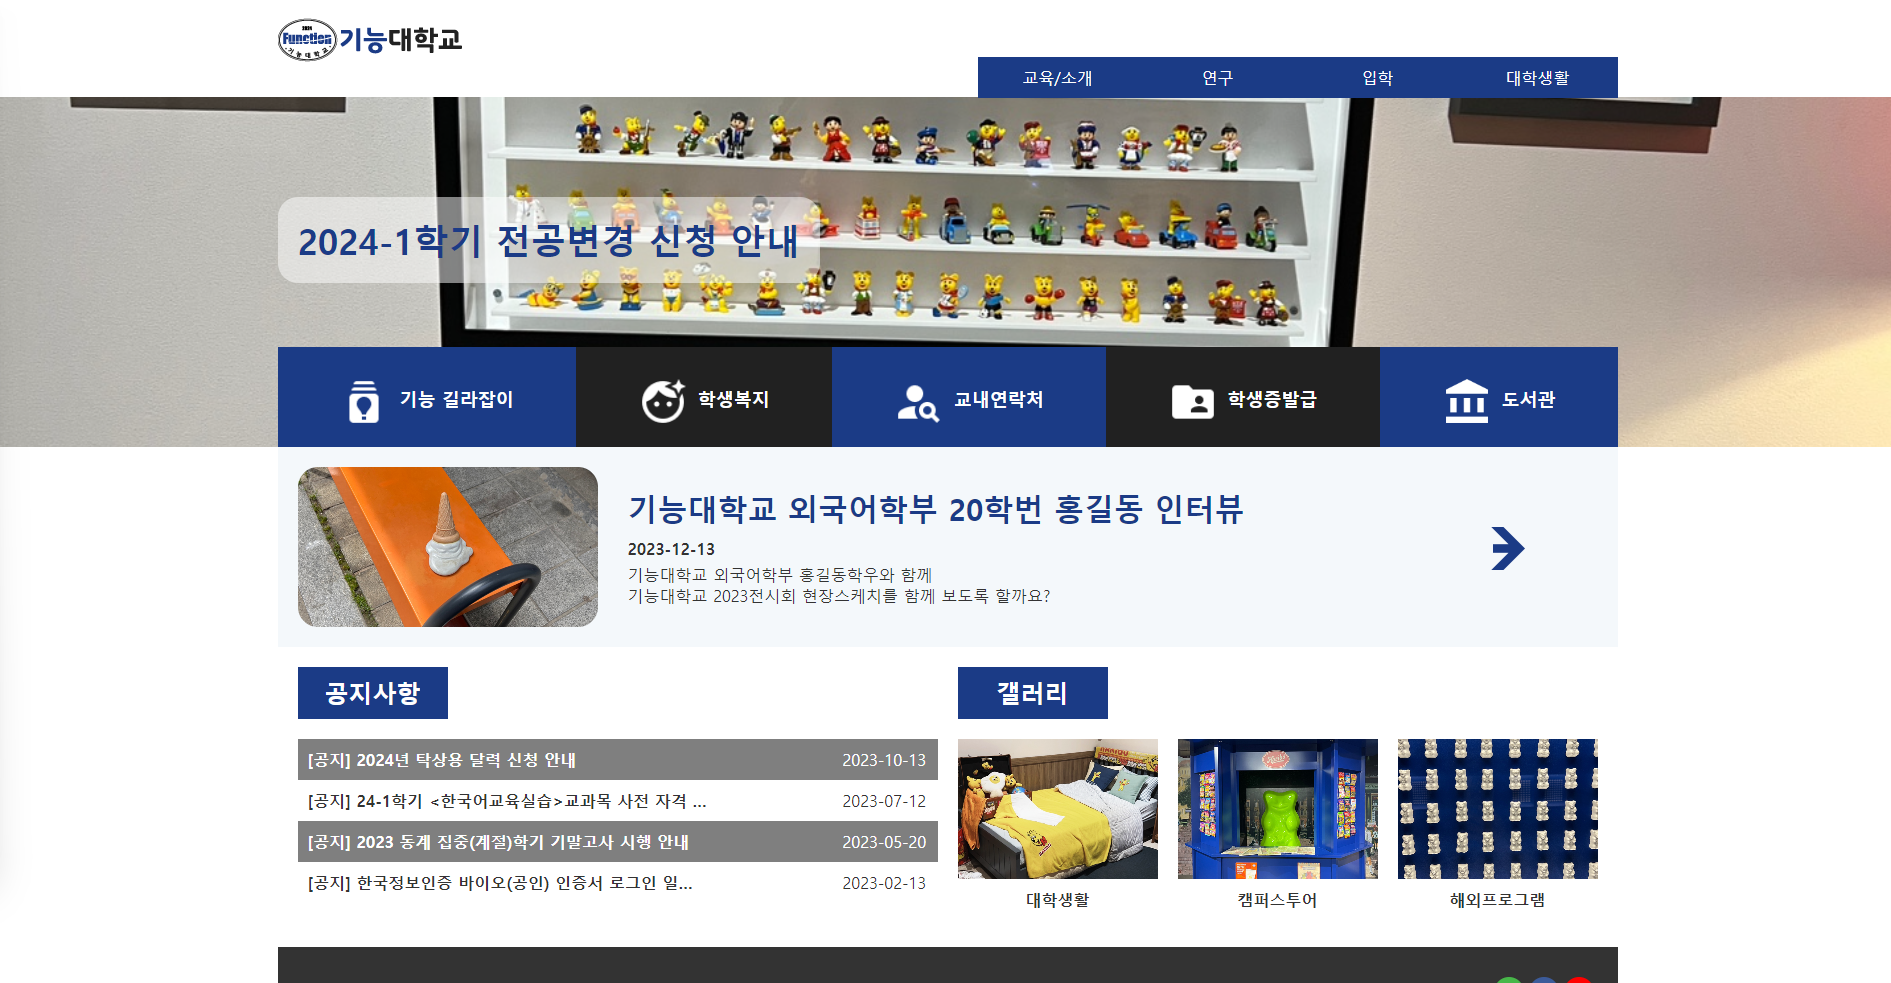 Function
기능대학교
기능대학교
교육/소개
연구
입학
대학생활
2024-1학기 전공변경 신청 안내
기능 길라잡이
학생복지
교내연락처
학생증발급
도서관
기능대학교 외국어학부 20학번 홍길동 인터뷰
2023-12-13
기능대학교 외국어학부 홍길동학우와 함께
기능대학교 2023전시회 현장스케치를 함께 보도록 할까요?
공지사항
[공지] 2024년 탁상용 달력 신청 안내 2023-10-13
[공지] 24-1학기 <한국어교육실습>교과목 사전 자격 ... 2023-07-12
[공지] 2023 동계 집중(계절)학기 기말고사 시행 안내 2023-05-20
[공지] 한국정보인증 바이오(공인) 인증서 로그인 일... 2023-02-13
갤러리
대학생활
캠퍼스투어
해외프로그램